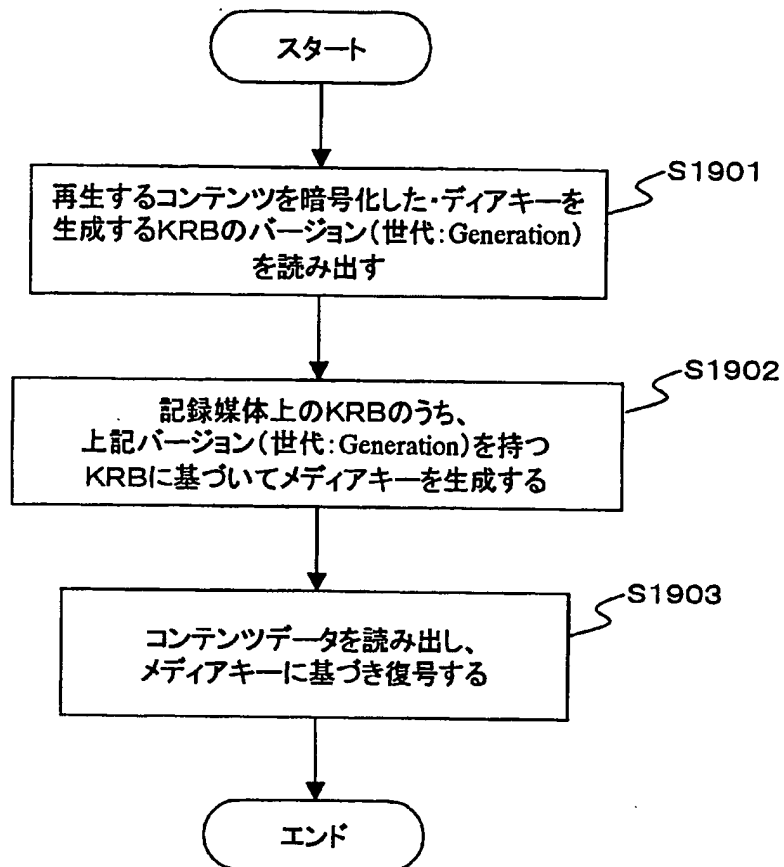 スタート
S1901
再生するコンテンツを暗号化した・ディアキーを
生成するKRBのバージョン(世代:Generation)
を読み出す
S1902
記録媒体上のKRBのうち、
上記バージョン(世代:Generation)を持つ
KRBに基づいてメディアキーを生成する
S1903
コンテンツデータを読み出し、
メディアキーに基づき復号する
エンド